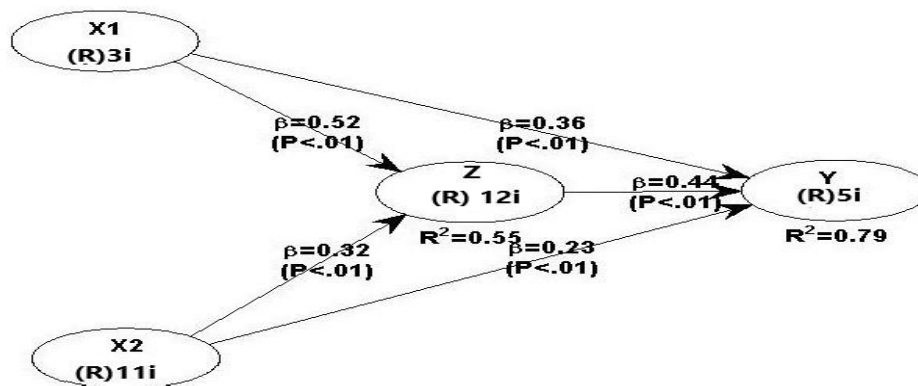 X1
(R)3i
β=0.52
(P<.01)
β=0.36
(P<.01)
Z
(R) 12i
R²=0.55
β=0.44
(P<.01)
Y
(R)5i
R²=0.79
β=0.32
(P<.01)
β=0.23
(P<.01)
X2
(R)11i